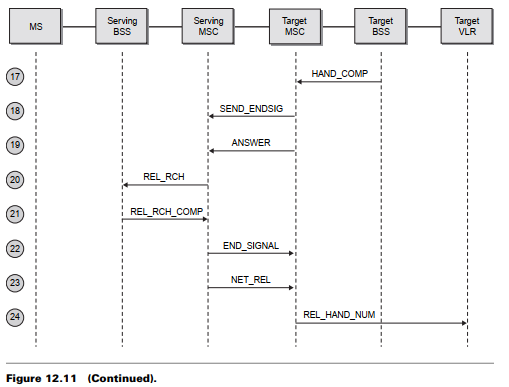 MS
Serving
BSS
Serving
MSC
Target
MSC
Target
BSS
Target
VLR
17 HAND_COMP
18 SEND_ENDSIG
19 ANSWER
20 REL_RCH
21 REL_RCH_COMP
22 END_SIGNAL
23 NET_REL
24 REL_HAND_NUM
Figure 12.11 (Continued).